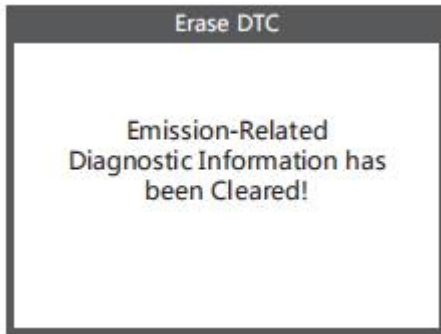 Erase DTC
Emission-Related
Diagnostic Information has
been Cleared!